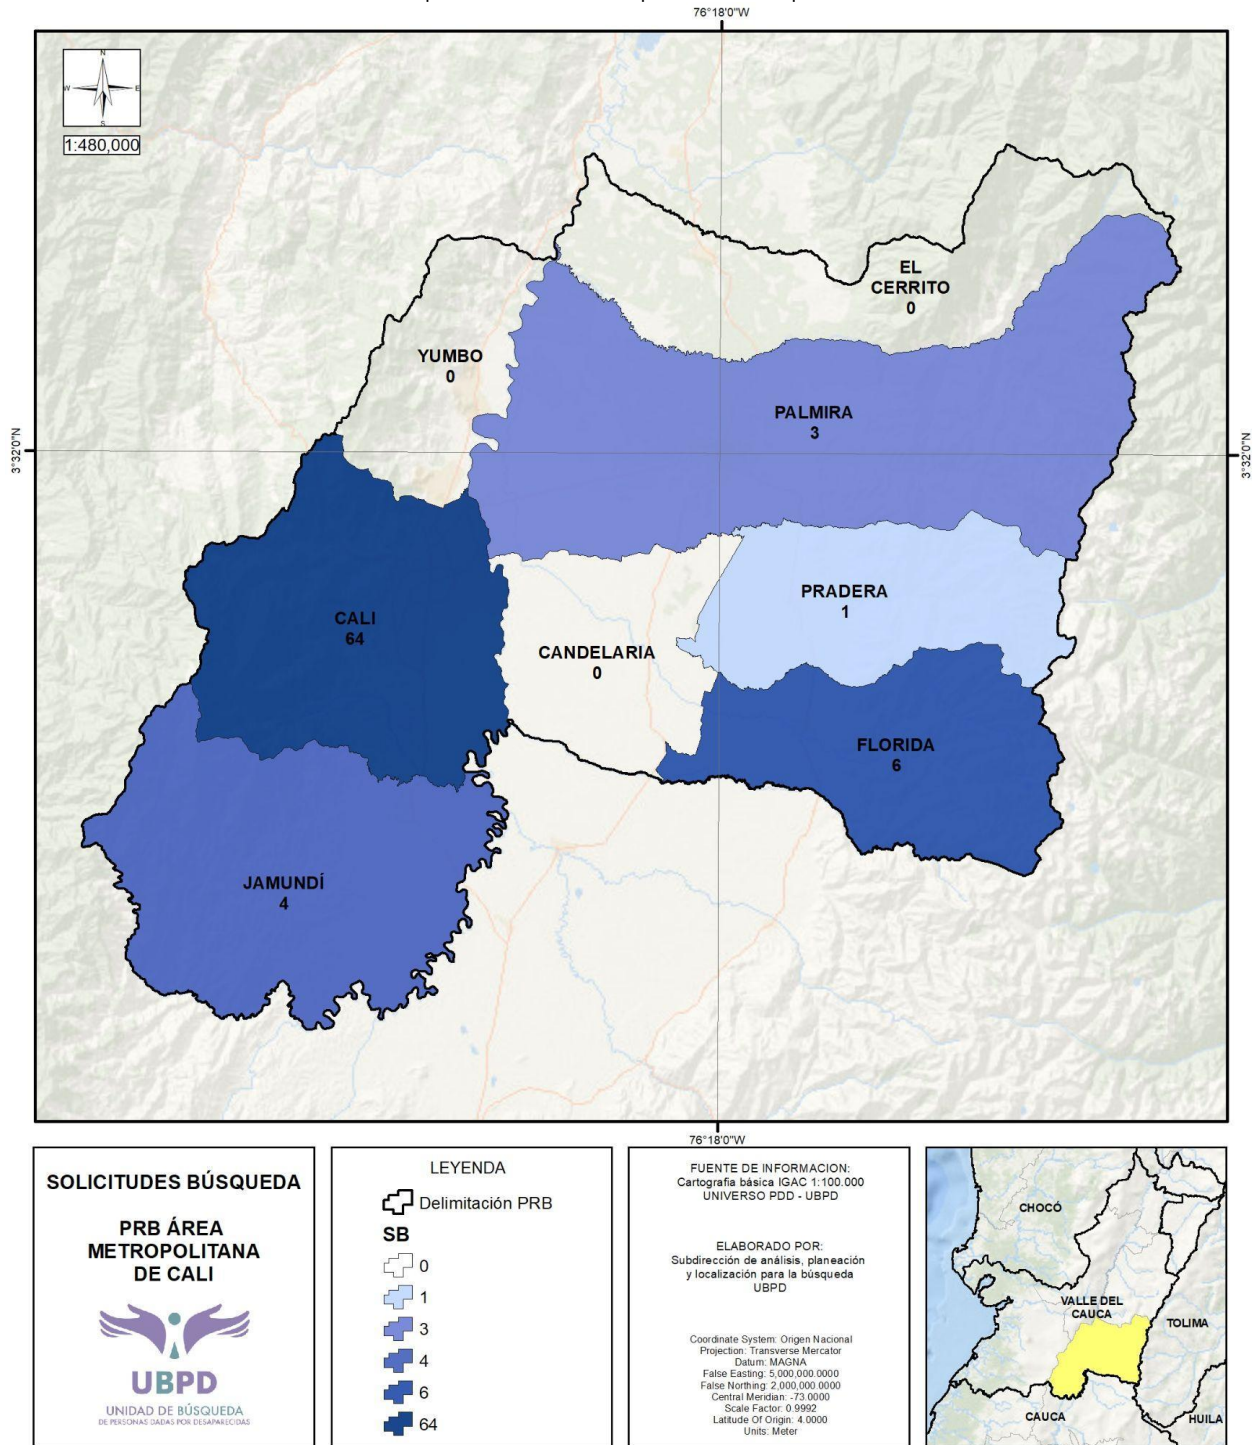 76°18'0"W
N
W
E
S
1:480,000
EL
CERRITO
0
YUMBO
0
PALMIRA
3
3°32'0"N
3°32'0"N
PRADERA
1
CALI
64
CANDELARIA
0
FLORIDA
6
JAMUNDÍ
4
76°18'0"W
SOLICITUDES BÚSQUEDA
PRB ÁREA
METROPOLITANA
DE CALI
UBPD
UNIDAD DE BÚSQUEDA
DE PERSONAS DADAS POR DESAPARECIDAS
LEYENDA
Delimitación PRB
SB
0
1
3
4
6
64
FUENTE DE INFORMACION:
Cartografia básica IGAC 1:100.000
UNIVERSO PDD - UBPD
ELABORADO POR:
Subdirección de análisis, planeación
y localización para la búsqueda
UBPD
Coordinate System: Origen Nacional
Projection: Transverse Mercator
Datum: MAGNA
False Easting: 5,000,000.0000
False Northing: 2,000,000.0000
Central Meridian: -73.0000
Scale Factor: 0.9992
Latitude Of Origin: 4.0000
Units: Meter
CHOCÓ
VALLE DEL
CAUCA
TOLIMA
CAUCA
HUILA